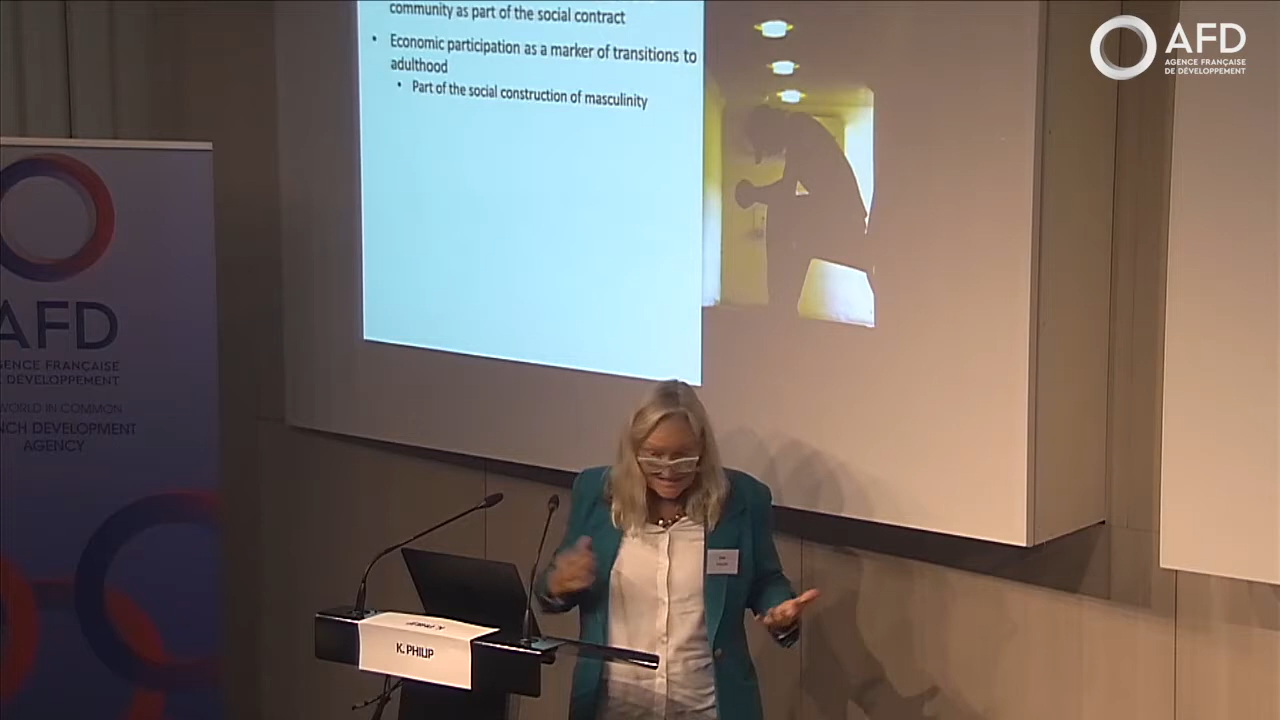 community as part of the social contract
• Economic participation as a marker of transitions to
adulthood
• Part of the social construction of masculinity
AFD
AGENCE FRANÇAISE
DE DÉVELOPPEMENT
AFD
GENCE FRANÇAISE
E DÉVELOPPEMENT
WORLD IN COMMON
NCH DEVELOPMENT
AGENCY
K. PHILIP
K. PHILIP